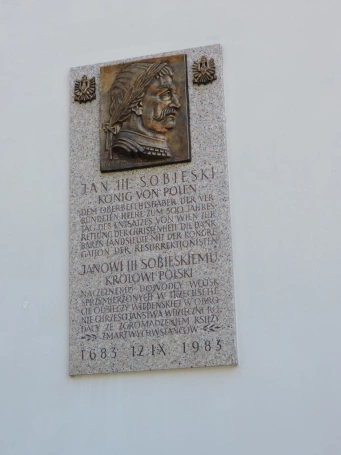 JAN III SOBIESKI
KÖNIG VON POLEN
DEM OBERBEFEHLSHABER DER VER-
BÜNDETEN HEERE ZUM 300 JAHRES-
TAG DES ENTSATZES VON WIEN ZUR
RETTUNG DER CHRISTENHEIT DIE DANK-
BAREN LANDSLEUTE MIT DER KONGRE-
GATION DER RESURREKTIONISTEN
JANOWI III SOBIESKIEMU
KRÓLOWI POLSKI
NACZELNEMU DOWÓDCY WOJSK
SPRZYMIERZONYCH W TRZECHSETLE-
CIE ODSIECZY WIEDEŃSKIEJ W OBRO-
NIE CHRZEŚCIJAŃSTWA WDZIĘCZNI RO-
DACY ZE ZGROMADZENIEM KSIĘŻY
ZMARTWYCHWSTAŃCÓW
1683 12 IX 1983